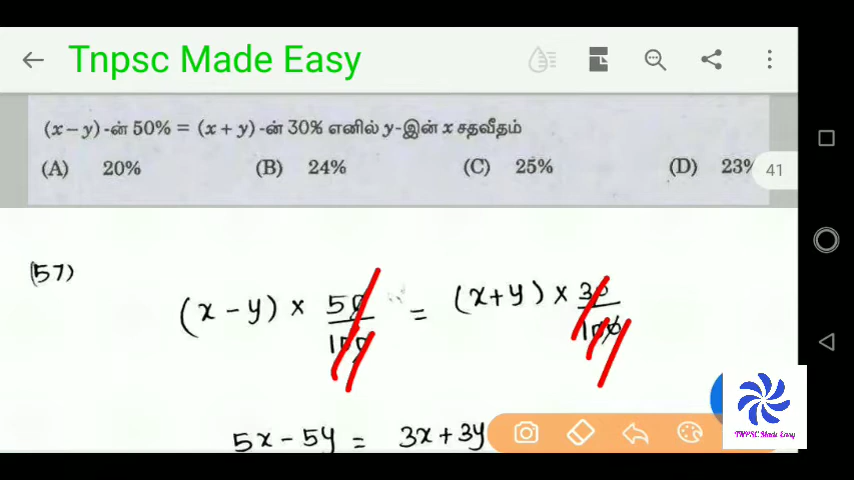 Tnpsc Made Easy
(x – y) -ன் 50% = (x + y) -ன் 30% எனில் y-இன் x சதவீதம்
(A) 20% (B) 24% (C) 25% (D) 23%
41
(57)
(x – y) × 50/100 = (x+y) × 30/100
5x – 5y = 3x + 3y
TNPSC Made Easy